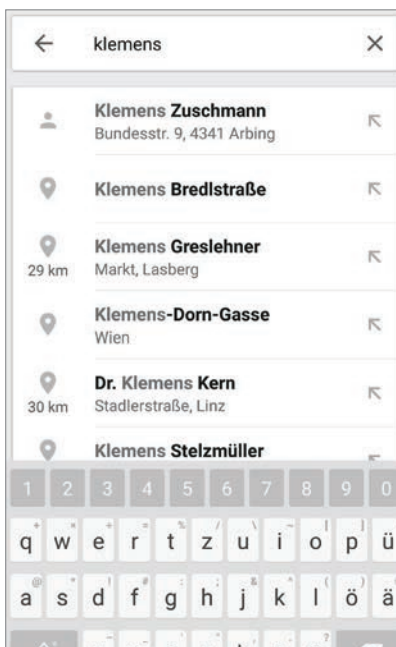 klemens
Klemens Zuschmann
Bundesstr. 9, 4341 Arbing
Klemens Bredlstraße
Klemens Greslehner
29 km Markt, Lasberg
Klemens-Dorn-Gasse
Wien
Dr. Klemens Kern
30 km Stadlerstraße, Linz
Klemens Stelzmüller
1 2 3 4 5 6 7 8 9 0
q w e r t z u i o p ü
a s d f g h j k l ö ä